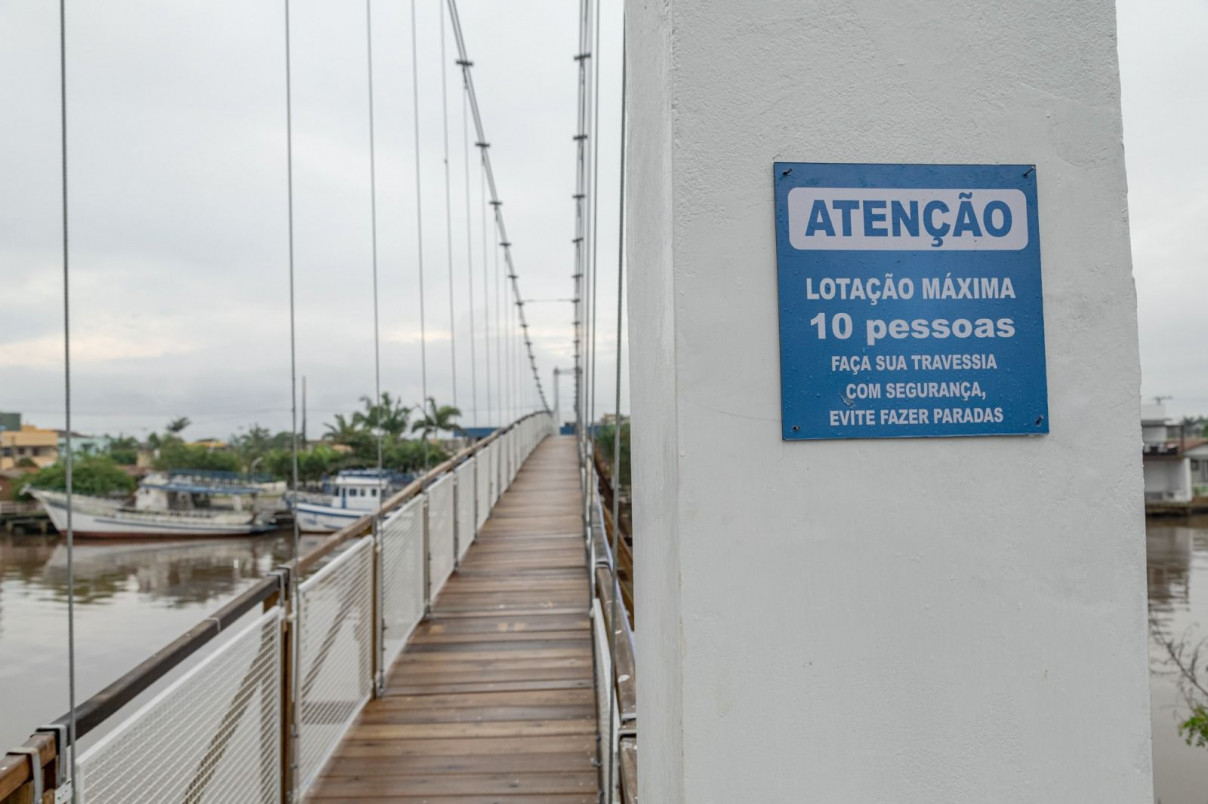 ATENÇÃO
LOTAÇÃO MÁXIMA
10 pessoas
FAÇA SUA TRAVESSIA
COM SEGURANÇA,
EVITE FAZER PARADAS